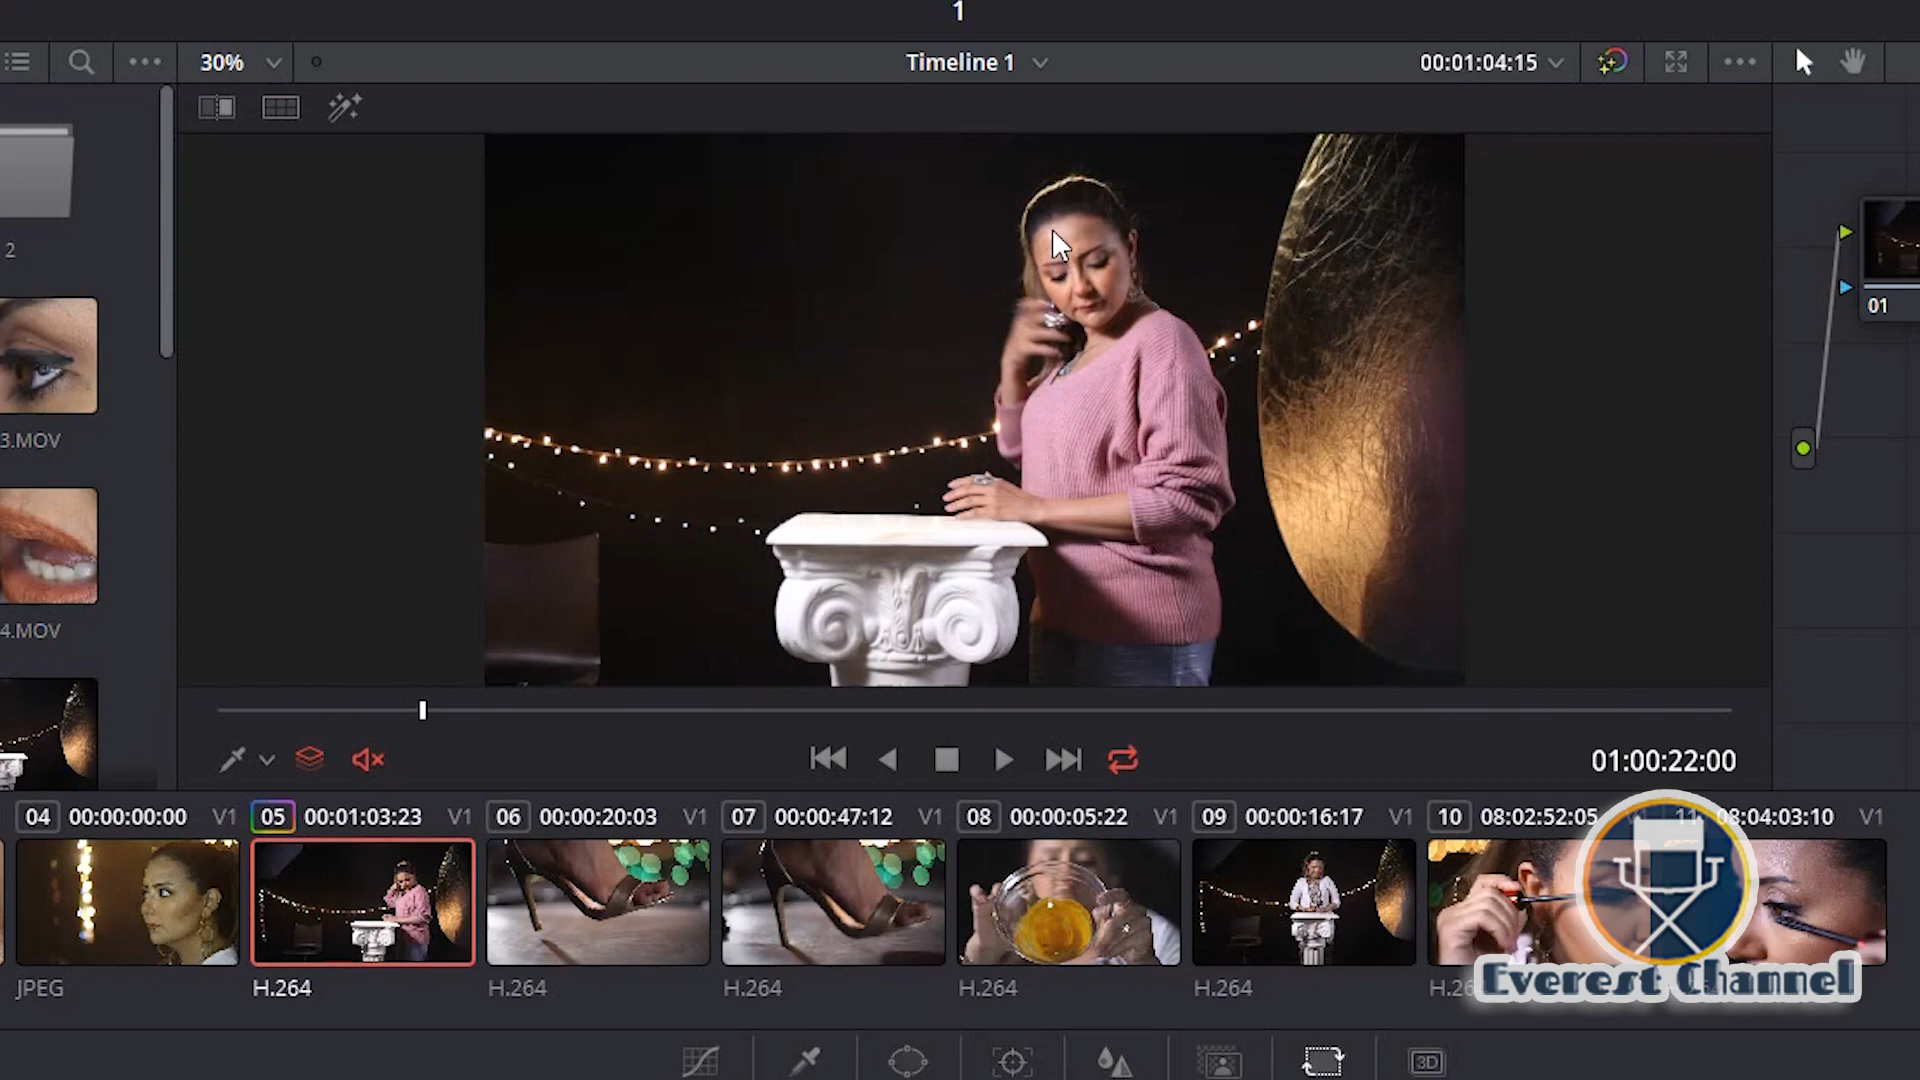 1
30%
Timeline 1
00:01:04:15
2
3.MOV
4.MOV
01
01:00:22:00
04 00:00:00:00 V1
05 00:01:03:23 V1
06 00:00:20:03 V1
07 00:00:47:12 V1
08 00:00:05:22 V1
09 00:00:16:17 V1
10 08:02:52:05 V1
11 08:04:03:10 V1
JPEG
H.264
H.264
H.264
H.264
H.264
Everest Channel
3D